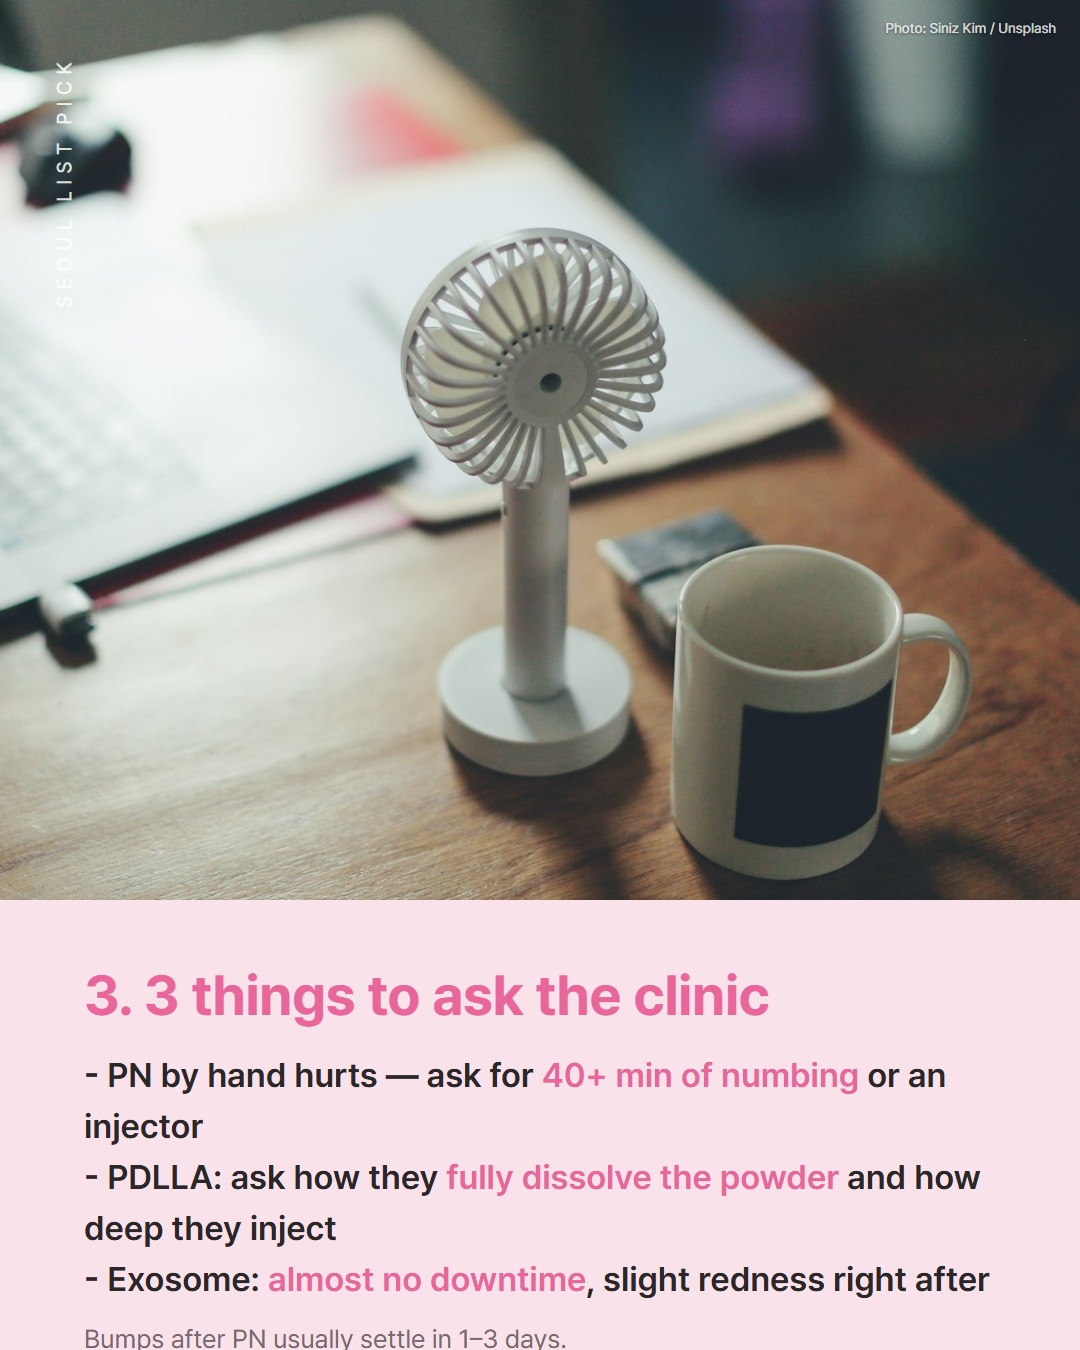 Photo: Siniz Kim / Unsplash
SEOUL LIST PICK
3. 3 things to ask the clinic
- PN by hand hurts — ask for 40+ min of numbing or an
injector
- PDLLA: ask how they fully dissolve the powder and how
deep they inject
- Exosome: almost no downtime, slight redness right after
Bumps after PN usually settle in 1–3 days.